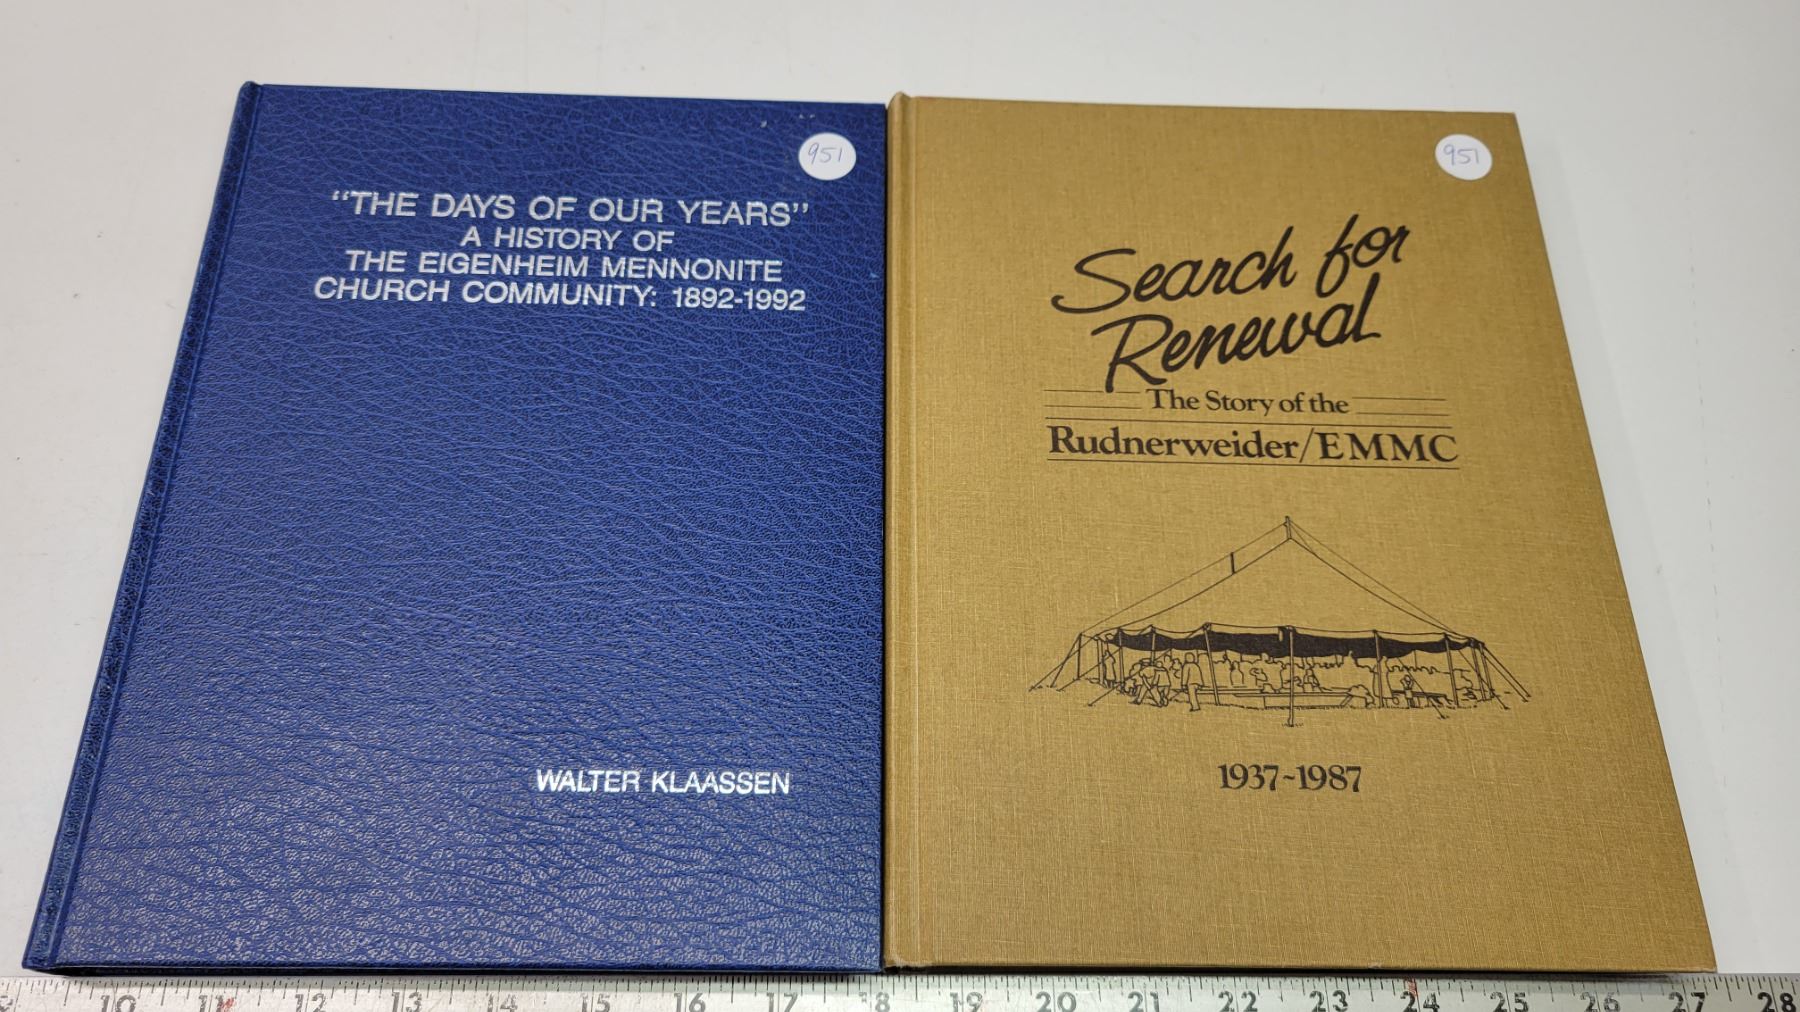 951
"THE DAYS OF OUR YEARS"
A HISTORY OF
THE EIGENHEIM MENNONITE
CHURCH COMMUNITY: 1892-1992
WALTER KLAASSEN
951
Search for
Renewal
The Story of the
Rudnerweider/EMMC
1937~1987
9 10 11 12 13 14 15 16 17 18 19 20 21 22 23 24 25 26 27 28